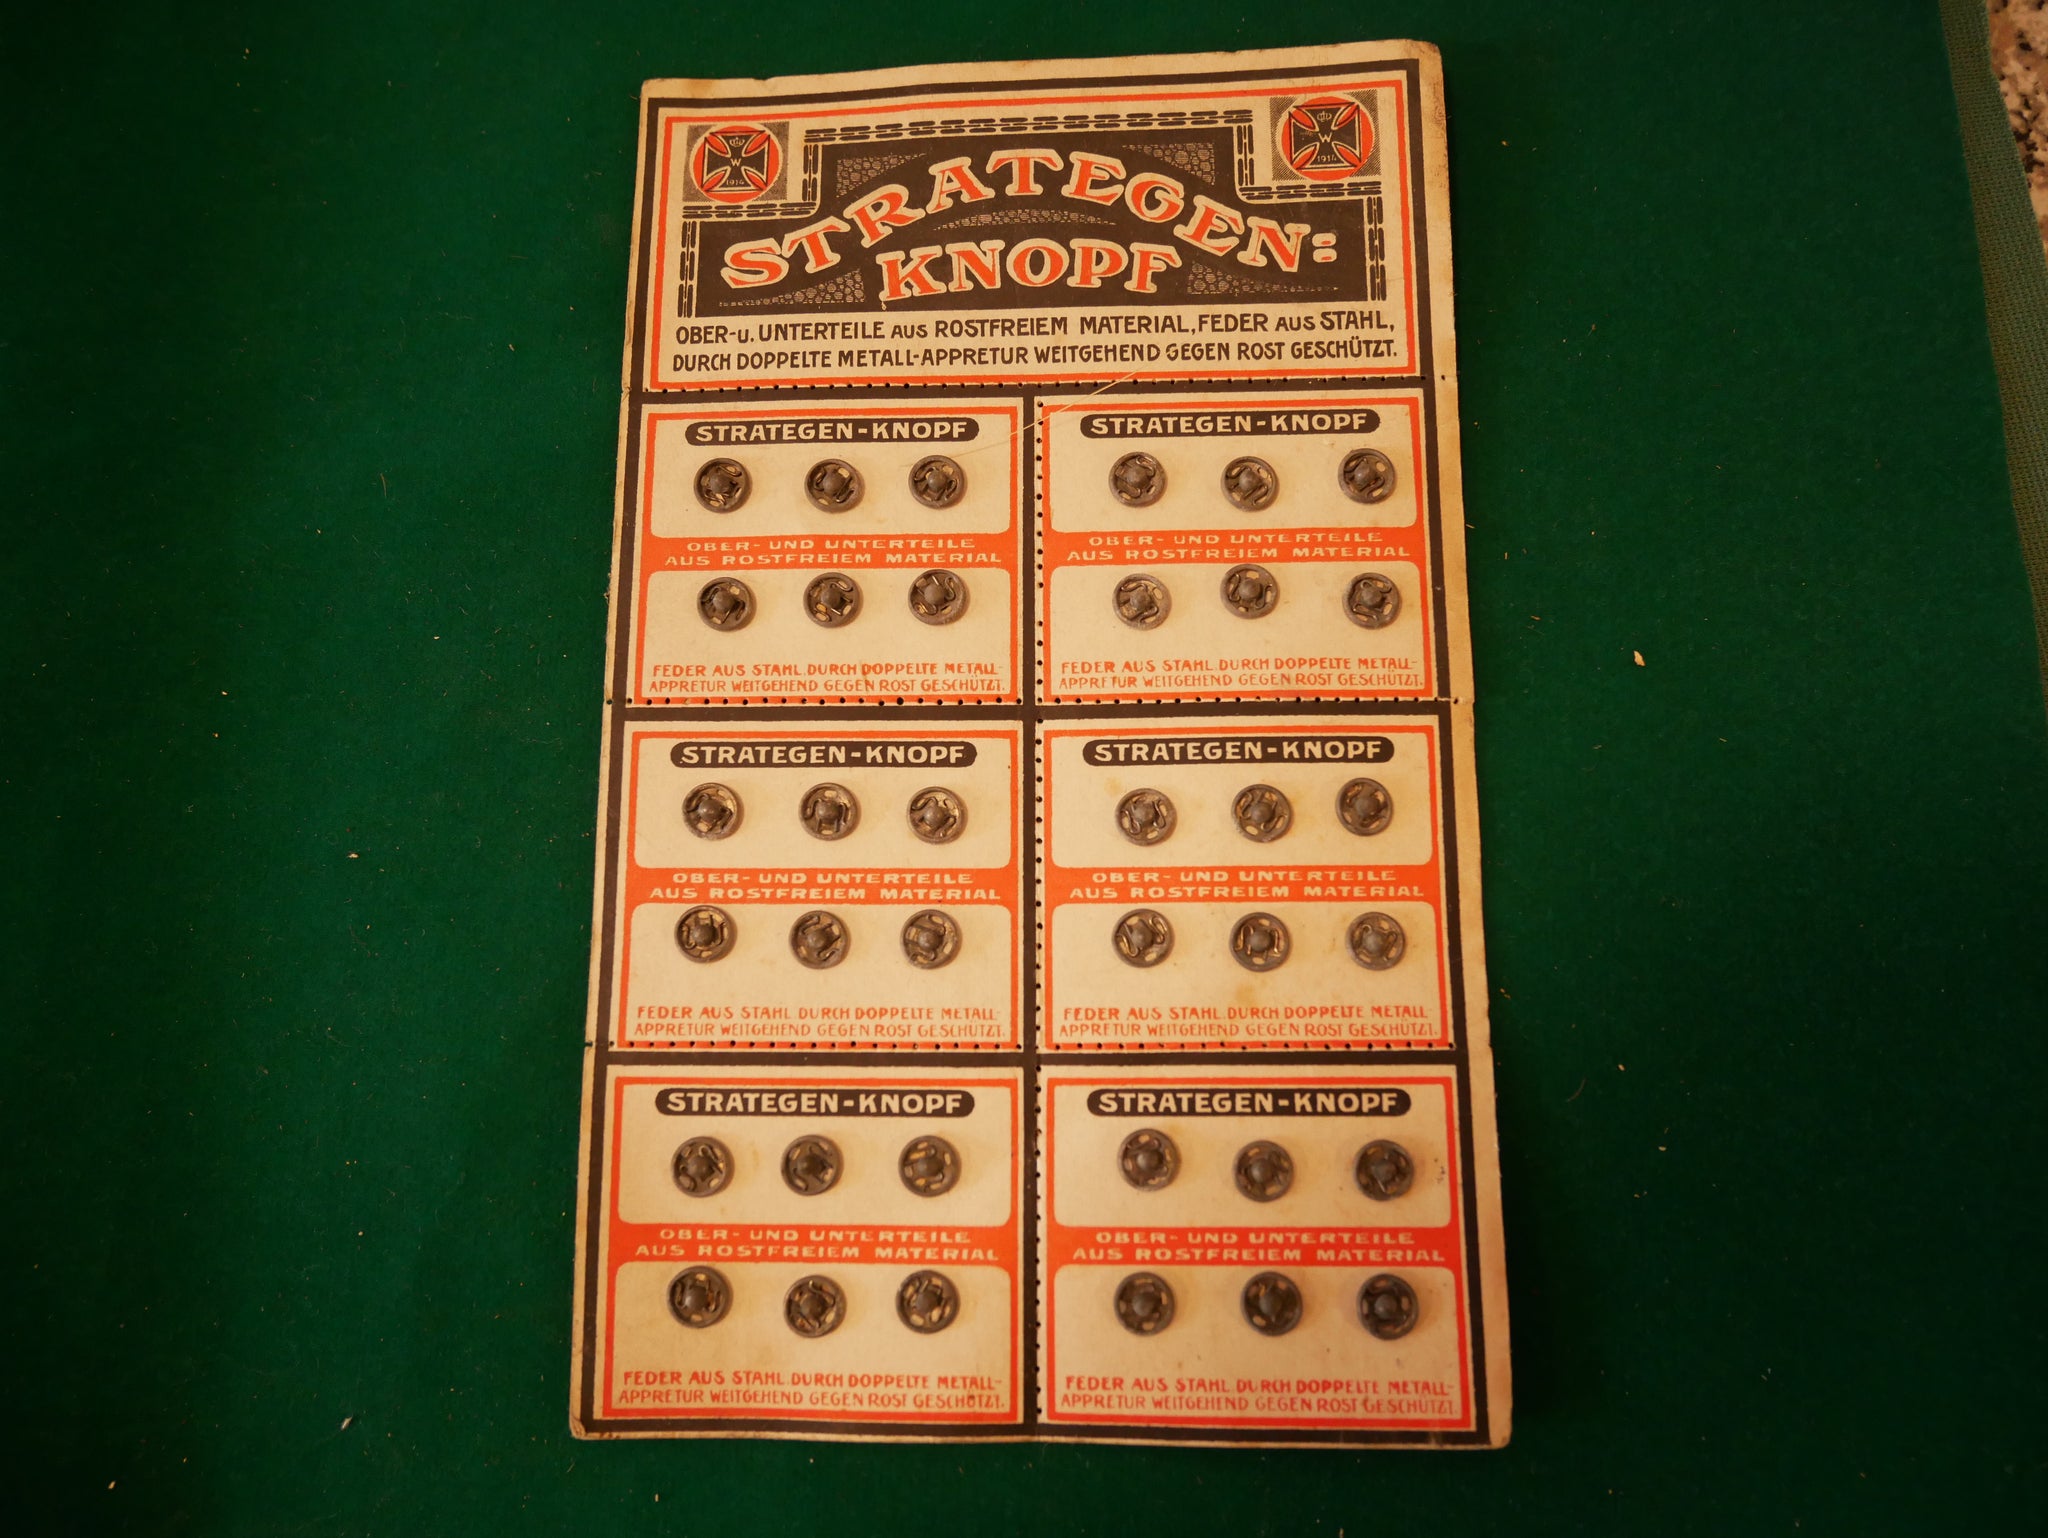 W
1914
W
1914
STRATEGEN=
KNOPF
OBER-U. UNTERTEILE AUS ROSTFREIEM MATERIAL, FEDER AUS STAHL,
DURCH DOPPELTE METALL-APPRETUR WEITGEHEND GEGEN ROST GESCHÜTZT.
STRATEGEN-KNOPF
OBER- UND UNTERTEILE
AUS ROSTFREIEM MATERIAL
FEDER AUS STAHL. DURCH DOPPELTE METALL-
APPRETUR WEITGEHEND GEGEN ROST GESCHÜTZT.
STRATEGEN-KNOPF
OBER- UND UNTERTEILE
AUS ROSTFREIEM MATERIAL
FEDER AUS STAHL. DURCH DOPPELTE METALL-
APPRETUR WEITGEHEND GEGEN ROST GESCHÜTZT.
STRATEGEN-KNOPF
OBER- UND UNTERTEILE
AUS ROSTFREIEM MATERIAL
FEDER AUS STAHL. DURCH DOPPELTE METALL-
APPRETUR WEITGEHEND GEGEN ROST GESCHÜTZT.
STRATEGEN-KNOPF
OBER- UND UNTERTEILE
AUS ROSTFREIEM MATERIAL
FEDER AUS STAHL. DURCH DOPPELTE METALL-
APPRETUR WEITGEHEND GEGEN ROST GESCHÜTZT.
STRATEGEN-KNOPF
OBER- UND UNTERTEILE
AUS ROSTFREIEM MATERIAL
FEDER AUS STAHL. DURCH DOPPELTE METALL-
APPRETUR WEITGEHEND GEGEN ROST GESCHÜTZT.
STRATEGEN-KNOPF
OBER- UND UNTERTEILE
AUS ROSTFREIEM MATERIAL
FEDER AUS STAHL. DURCH DOPPELTE METALL-
APPRETUR WEITGEHEND GEGEN ROST GESCHÜTZT.